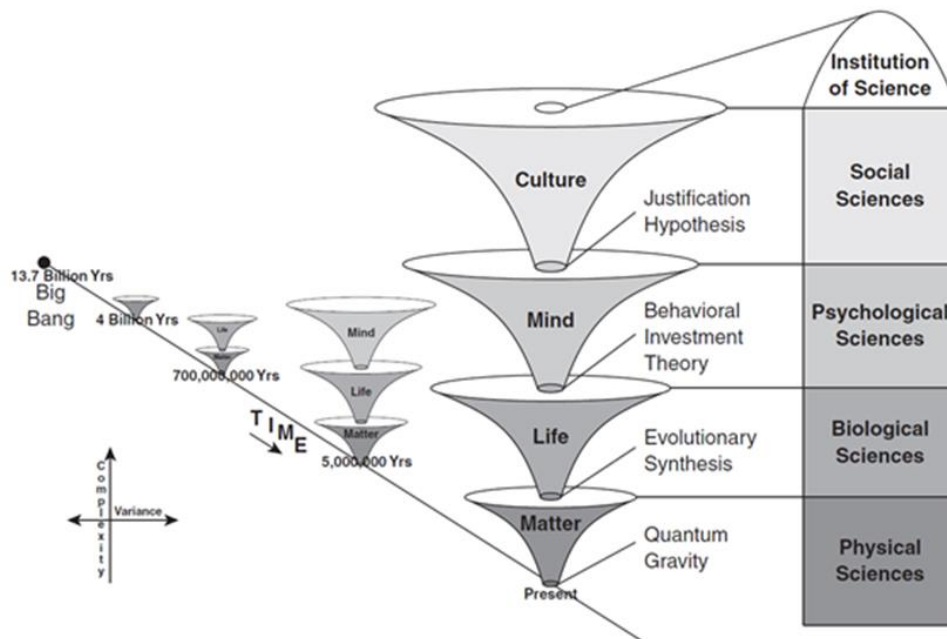 Institution
of Science
Culture
Social
Sciences
Justification
Hypothesis
13.7 Billion Yrs
Big
Bang
4 Billion Yrs
Life
Matter
700,000,000 Yrs
Mind
Life
Matter
5,000,000 Yrs
TIME
Mind
Behavioral
Investment
Theory
Psychological
Sciences
Life
Evolutionary
Synthesis
Biological
Sciences
Matter
Quantum
Gravity
Physical
Sciences
Present
Complexity
Variance